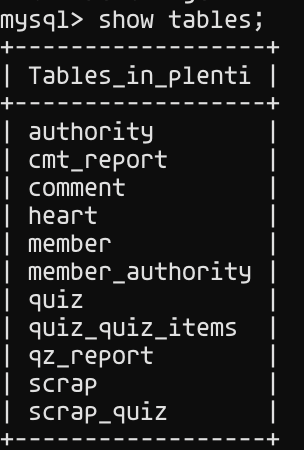 mysql> show tables;
+------------------+
| Tables_in_plenti |
+------------------+
| authority        |
| cmt_report       |
| comment          |
| heart            |
| member           |
| member_authority |
| quiz             |
| quiz_quiz_items  |
| qz_report        |
| scrap            |
| scrap_quiz       |
+------------------+